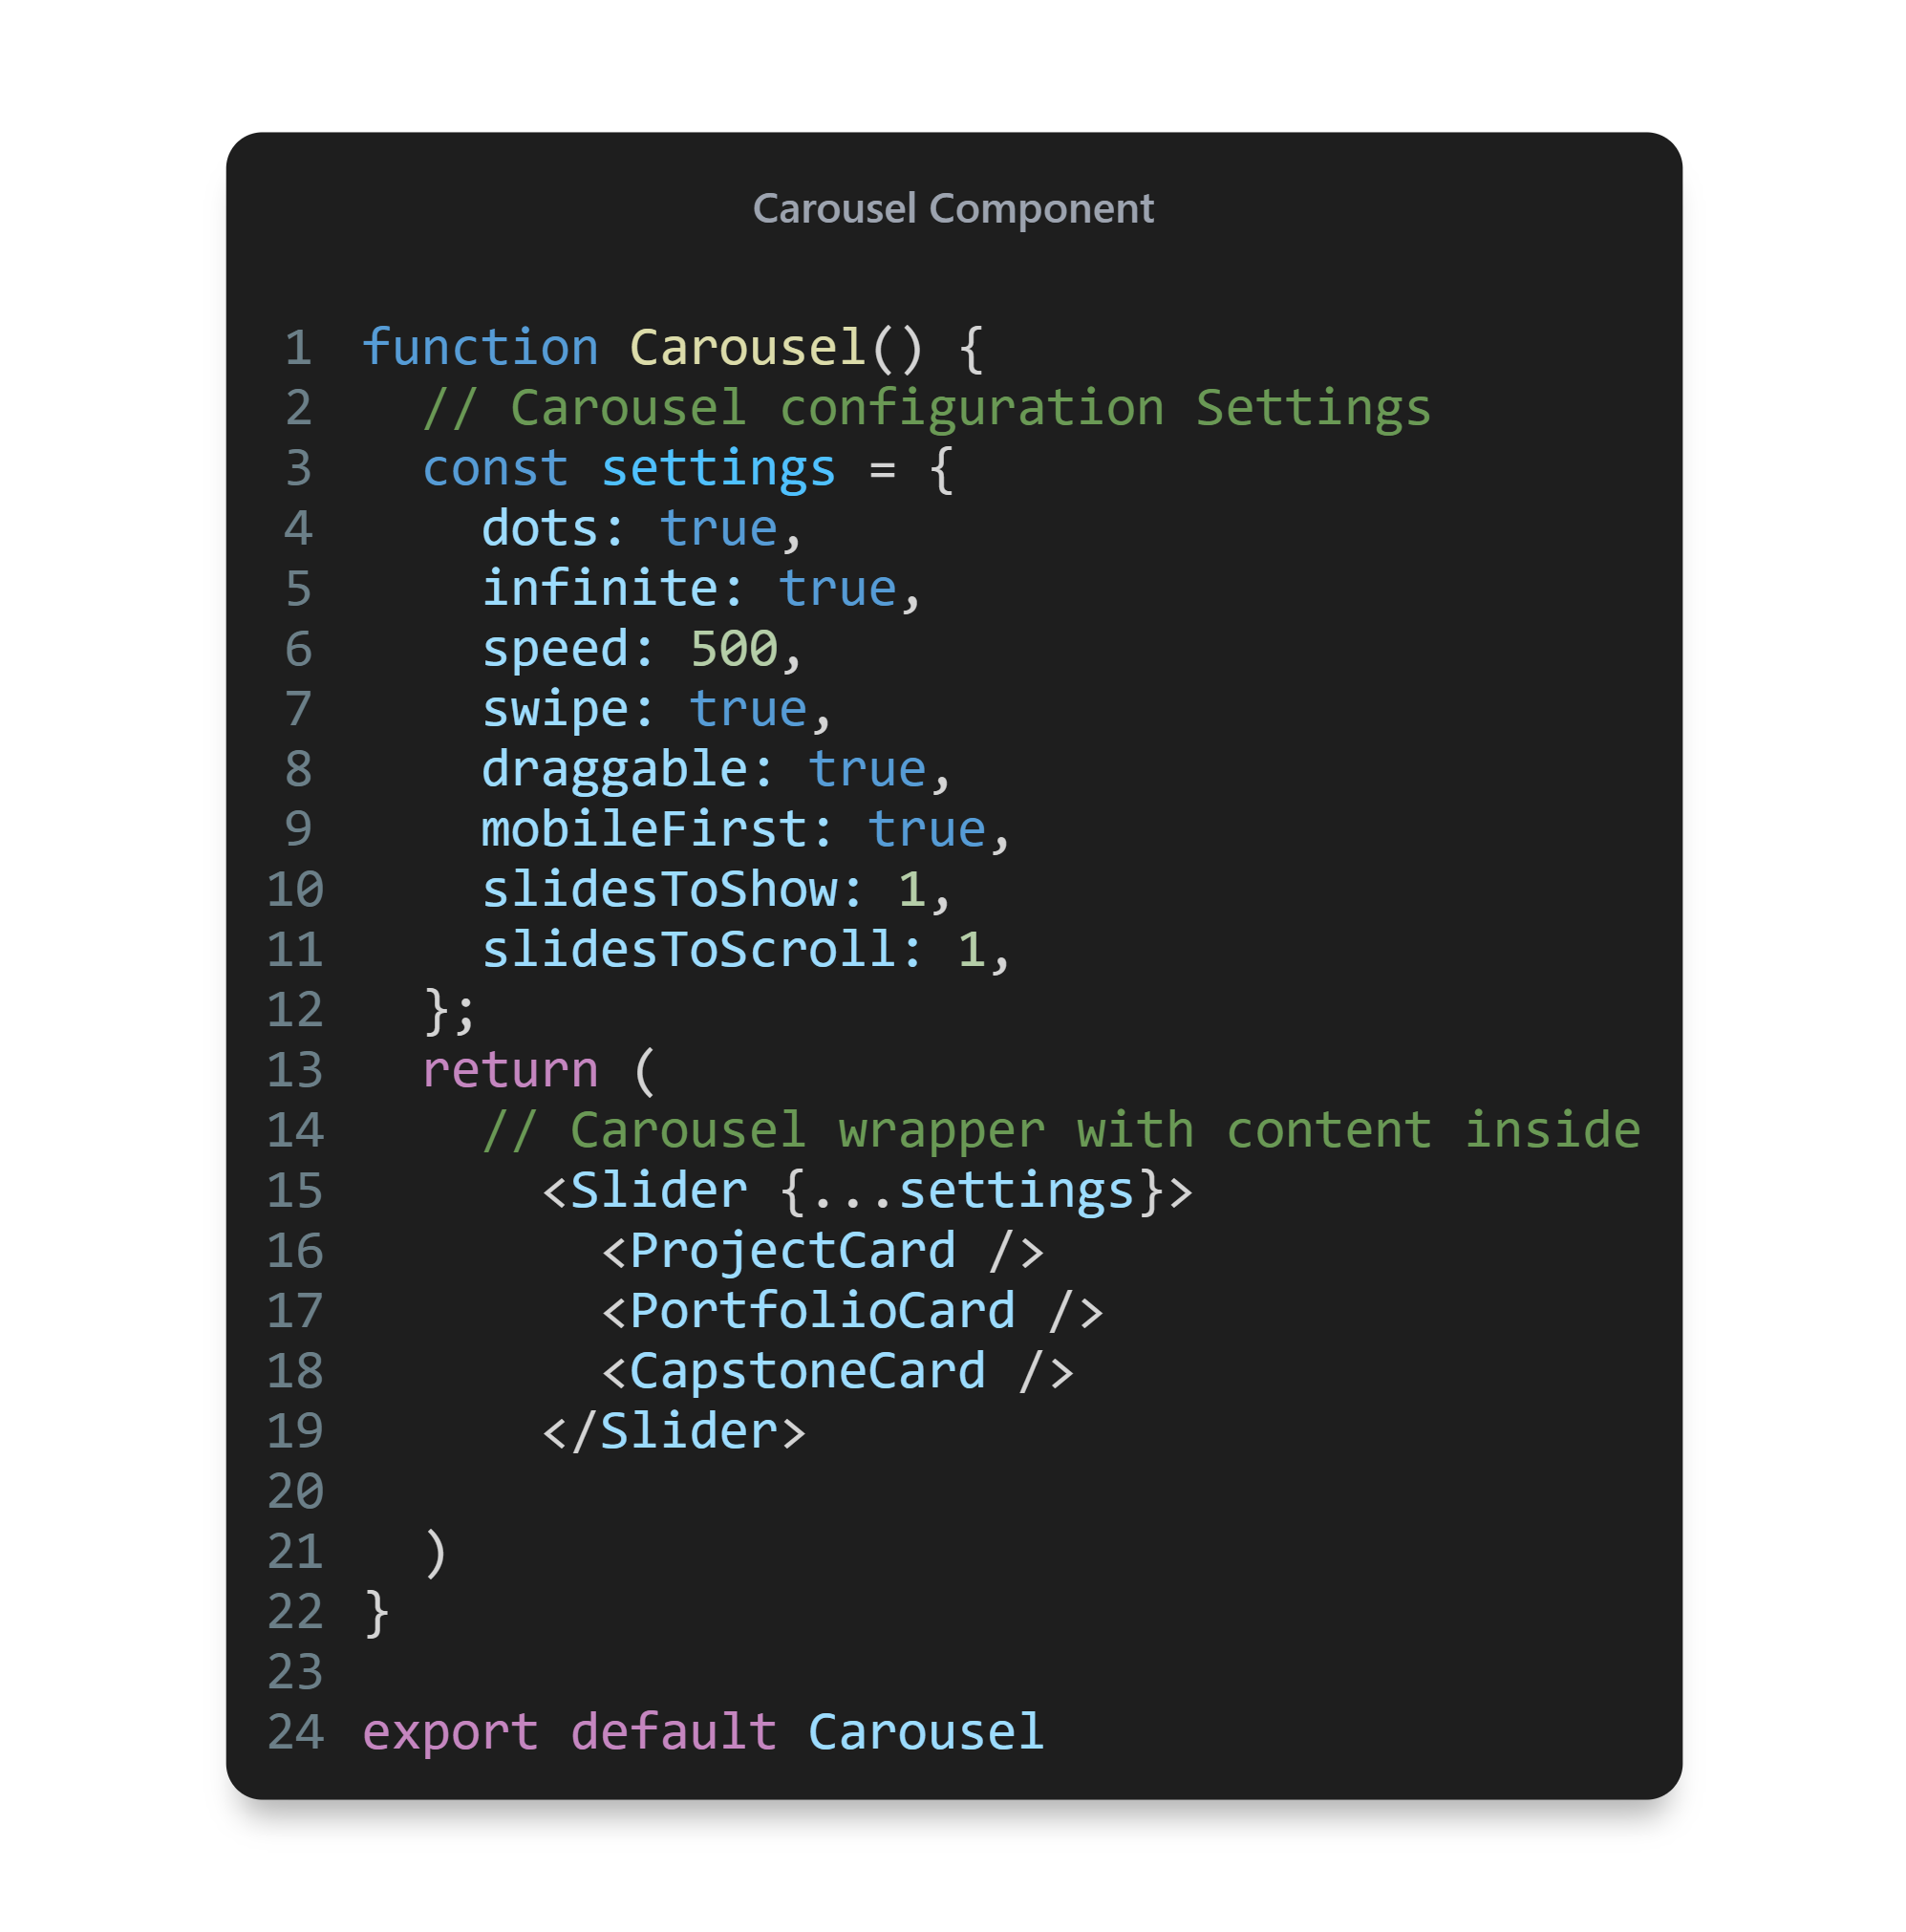 Carousel Component
1 function Carousel() {
2   // Carousel configuration Settings
3   const settings = {
4     dots: true,
5     infinite: true,
6     speed: 500,
7     swipe: true,
8     draggable: true,
9     mobileFirst: true,
10     slidesToShow: 1,
11     slidesToScroll: 1,
12   };
13   return (
14     // Carousel wrapper with content inside
15       <Slider {...settings}>
16         <ProjectCard />
17         <PortfolioCard />
18         <CapstoneCard />
19       </Slider>
20
21   )
22 }
23
24 export default Carousel